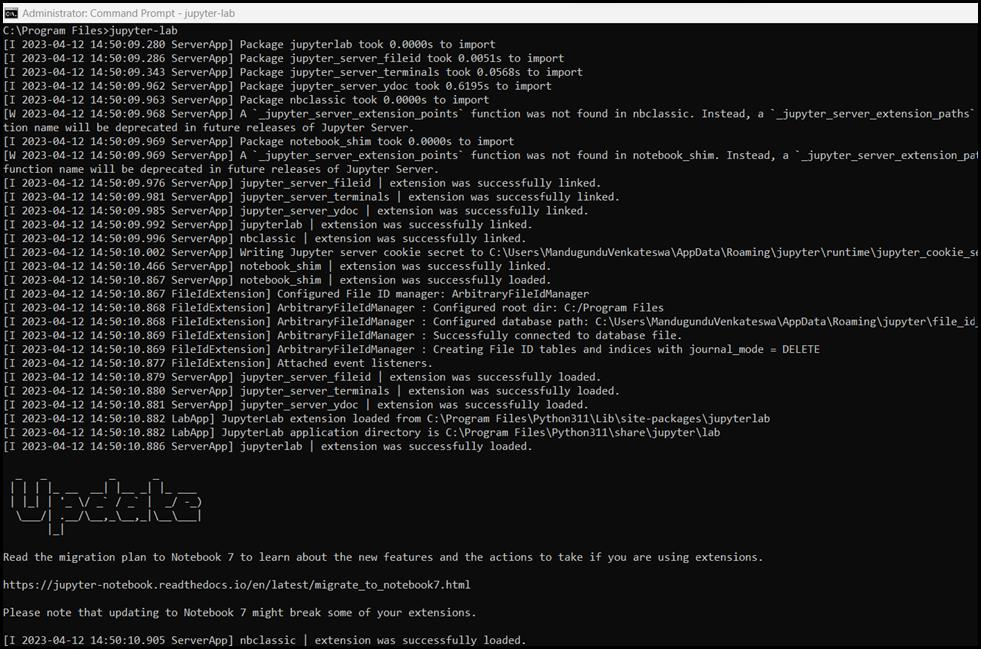 Administrator: Command Prompt - jupyter-lab
C:\Program Files>jupyter-lab
[I 2023-04-12 14:50:09.280 ServerApp] Package jupyterlab took 0.0000s to import
[I 2023-04-12 14:50:09.286 ServerApp] Package jupyter_server_fileid took 0.0051s to import
[I 2023-04-12 14:50:09.343 ServerApp] Package jupyter_server_terminals took 0.0568s to import
[I 2023-04-12 14:50:09.962 ServerApp] Package jupyter_server_ydoc took 0.6195s to import
[I 2023-04-12 14:50:09.963 ServerApp] Package nbclassic took 0.0000s to import
[W 2023-04-12 14:50:09.968 ServerApp] A `_jupyter_server_extension_points` function was not found in nbclassic. Instead, a `_jupyter_server_extension_paths`
tion name will be deprecated in future releases of Jupyter Server.
[I 2023-04-12 14:50:09.969 ServerApp] Package notebook_shim took 0.0000s to import
[W 2023-04-12 14:50:09.969 ServerApp] A `_jupyter_server_extension_points` function was not found in notebook_shim. Instead, a `_jupyter_server_extension_pat
function name will be deprecated in future releases of Jupyter Server.
[I 2023-04-12 14:50:09.976 ServerApp] jupyter_server_fileid | extension was successfully linked.
[I 2023-04-12 14:50:09.981 ServerApp] jupyter_server_terminals | extension was successfully linked.
[I 2023-04-12 14:50:09.985 ServerApp] jupyter_server_ydoc | extension was successfully linked.
[I 2023-04-12 14:50:09.992 ServerApp] jupyterlab | extension was successfully linked.
[I 2023-04-12 14:50:09.996 ServerApp] nbclassic | extension was successfully linked.
[I 2023-04-12 14:50:10.002 ServerApp] Writing Jupyter server cookie secret to C:\Users\MandugunduVenkateswa\AppData\Roaming\jupyter\runtime\jupyter_cookie_se
[I 2023-04-12 14:50:10.466 ServerApp] notebook_shim | extension was successfully linked.
[I 2023-04-12 14:50:10.867 ServerApp] notebook_shim | extension was successfully loaded.
[I 2023-04-12 14:50:10.867 FileIdExtension] Configured File ID manager: ArbitraryFileIdManager
[I 2023-04-12 14:50:10.868 FileIdExtension] ArbitraryFileIdManager : Configured root dir: C:/Program Files
[I 2023-04-12 14:50:10.868 FileIdExtension] ArbitraryFileIdManager : Configured database path: C:\Users\MandugunduVenkateswa\AppData\Roaming\jupyter\file_id_
[I 2023-04-12 14:50:10.869 FileIdExtension] ArbitraryFileIdManager : Successfully connected to database file.
[I 2023-04-12 14:50:10.869 FileIdExtension] ArbitraryFileIdManager : Creating File ID tables and indices with journal_mode = DELETE
[I 2023-04-12 14:50:10.877 FileIdExtension] Attached event listeners.
[I 2023-04-12 14:50:10.879 ServerApp] jupyter_server_fileid | extension was successfully loaded.
[I 2023-04-12 14:50:10.880 ServerApp] jupyter_server_terminals | extension was successfully loaded.
[I 2023-04-12 14:50:10.881 ServerApp] jupyter_server_ydoc | extension was successfully loaded.
[I 2023-04-12 14:50:10.882 LabApp] JupyterLab extension loaded from C:\Program Files\Python311\Lib\site-packages\jupyterlab
[I 2023-04-12 14:50:10.882 LabApp] JupyterLab application directory is C:\Program Files\Python311\share\jupyter\lab
[I 2023-04-12 14:50:10.886 ServerApp] jupyterlab | extension was successfully loaded.
Update
Read the migration plan to Notebook 7 to learn about the new features and the actions to take if you are using extensions.
https://jupyter-notebook.readthedocs.io/en/latest/migrate_to_notebook7.html
Please note that updating to Notebook 7 might break some of your extensions.
[I 2023-04-12 14:50:10.905 ServerApp] nbclassic | extension was successfully loaded.